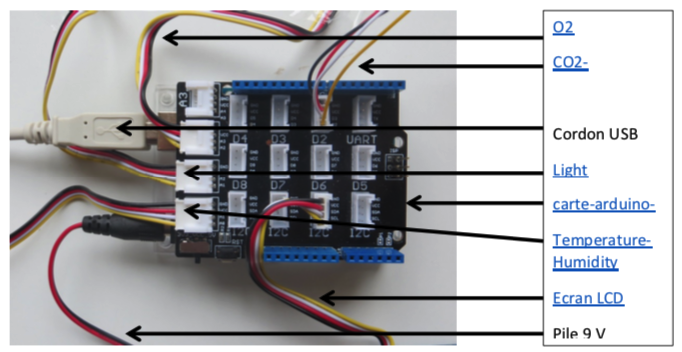 O2
CO2-
Cordon USB
Light
carte-arduino-
Temperature-
Humidity
Ecran LCD
Pile 9 V
A3
D4 D3 D2 UART
D8 D7 D6 D5
I2C I2C I2C I2C